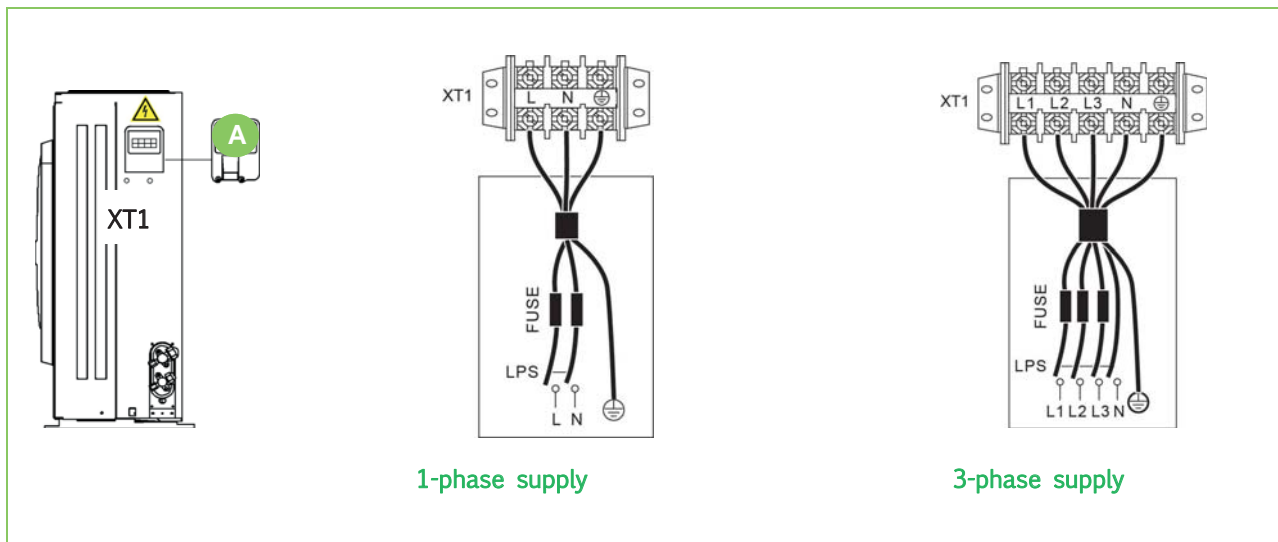 A
XT1
XT1
L N
FUSE
LPS
L N
1-phase supply
XT1
L1 L2 L3 N
FUSE
LPS
L1 L2 L3 N
3-phase supply